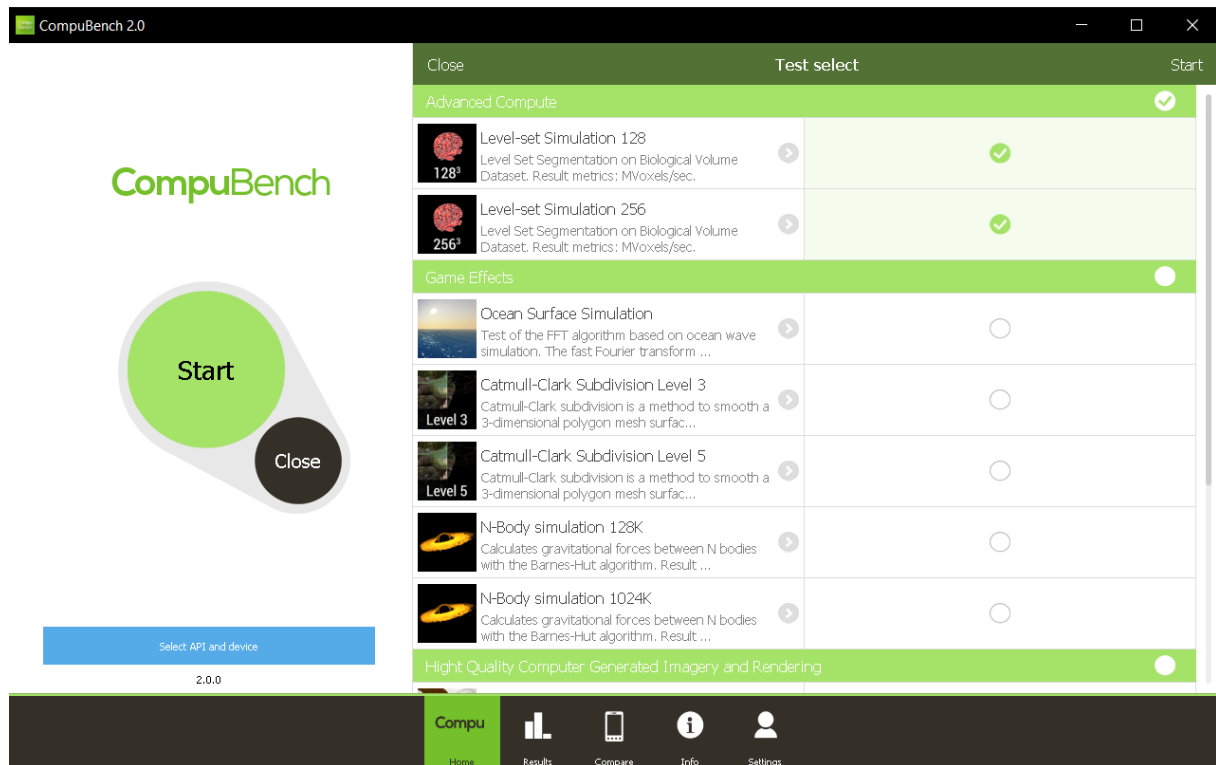 CompuBench 2.0
Close
Test select
Start
Advanced Compute
128³
Level-set Simulation 128
Level Set Segmentation on Biological Volume
Dataset. Result metrics: MVoxels/sec.
256³
Level-set Simulation 256
Level Set Segmentation on Biological Volume
Dataset. Result metrics: MVoxels/sec.
Game Effects
Ocean Surface Simulation
Test of the FFT algorithm based on ocean wave
simulation. The fast Fourier transform ...
Level 3
Catmull-Clark Subdivision Level 3
Catmull-Clark subdivision is a method to smooth a
3-dimensional polygon mesh surfac...
Level 5
Catmull-Clark Subdivision Level 5
Catmull-Clark subdivision is a method to smooth a
3-dimensional polygon mesh surfac...
N-Body simulation 128K
Calculates gravitational forces between N bodies
with the Barnes-Hut algorithm. Result ...
N-Body simulation 1024K
Calculates gravitational forces between N bodies
with the Barnes-Hut algorithm. Result ...
Hight Quality Computer Generated Imagery and Rendering
CompuBench
Start
Close
Select API and device
2.0.0
Compu
Home
Results
Compare
Info
Settings